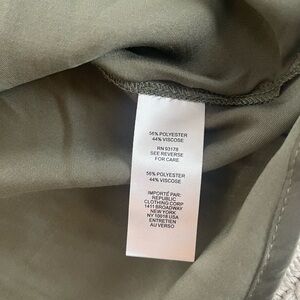 56% POLYESTER
44% VISCOSE
RN 93178
SEE REVERSE
FOR CARE
56% POLYESTER
44% VISCOSE
IMPORTÉ PAR:
REPUBLIC
CLOTHING CORP
1411 BROADWAY
NEW YORK,
NY 10018 USA
ENTRETIEN
AU VERSO